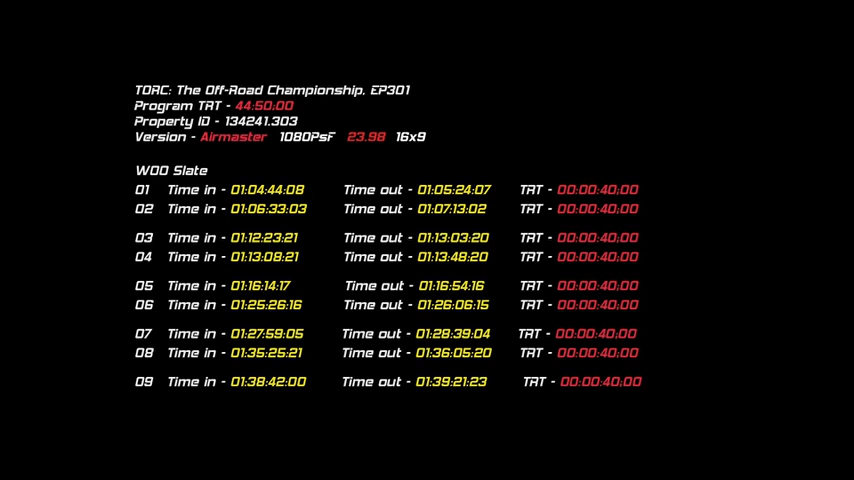 TORC: The Off-Road Championship, EP301
Program TRT - 44:50;00
Property ID - 134241.303
Version - Airmaster 1080PsF 23.98 16x9
WOO Slate
01 Time in - 01:04:44:08 Time out - 01:05:24:07 TRT - 00:00:40;00
02 Time in - 01:06:33:03 Time out - 01:07:13:02 TRT - 00:00:40;00
03 Time in - 01:12:23:21 Time out - 01:13:03:20 TRT - 00:00:40;00
04 Time in - 01:13:08:21 Time out - 01:13:48:20 TRT - 00:00:40;00
05 Time in - 01:16:14:17 Time out - 01:16:54:16 TRT - 00:00:40;00
06 Time in - 01:25:26:16 Time out - 01:26:06:15 TRT - 00:00:40;00
07 Time in - 01:27:59:05 Time out - 01:28:39:04 TRT - 00:00:40;00
08 Time in - 01:35:25:21 Time out - 01:36:05:20 TRT - 00:00:40;00
09 Time in - 01:38:42:00 Time out - 01:39:21:23 TRT - 00:00:40;00